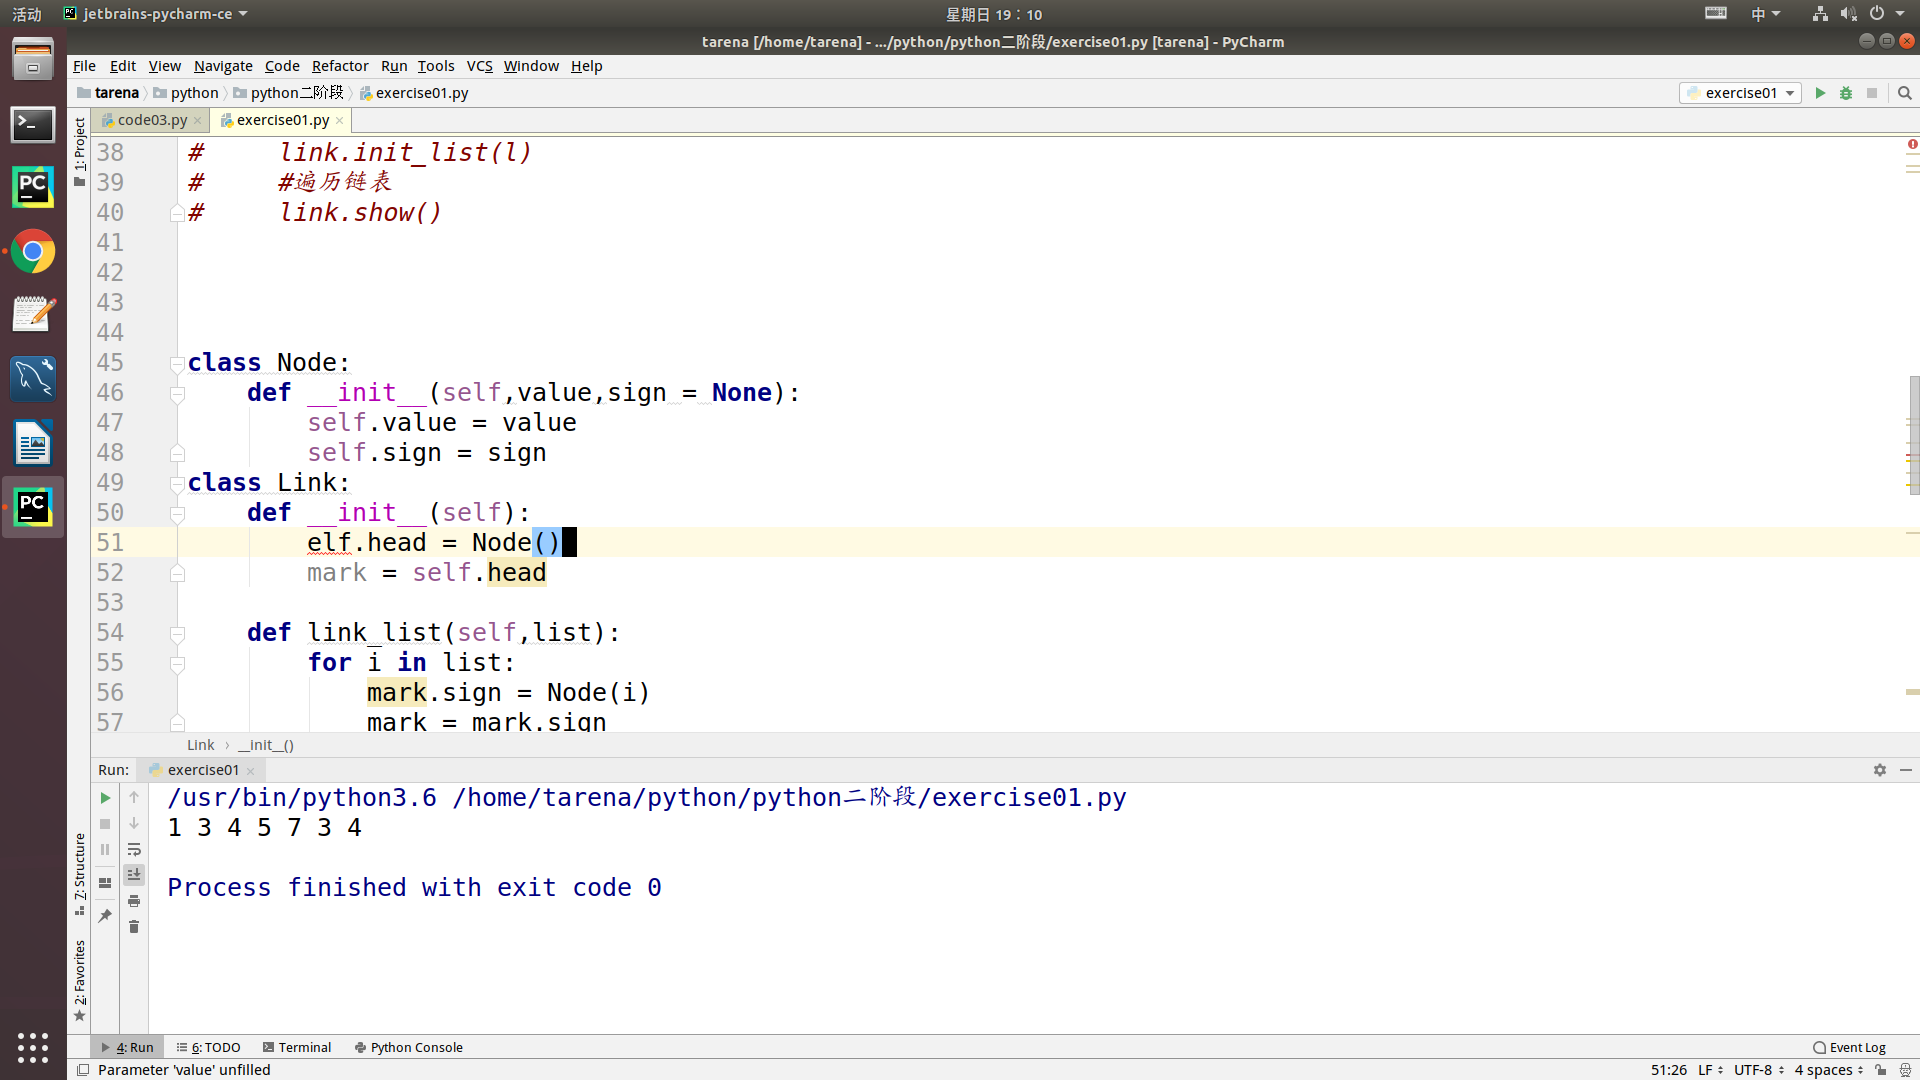 活动 jetbrains-pycharm-ce 星期日 19：10 中
tarena [/home/tarena] - .../python/python二阶段/exercise01.py [tarena] - PyCharm
File Edit View Navigate Code Refactor Run Tools VCS Window Help
tarena python python二阶段 exercise01.py exercise01
code03.py exercise01.py
1: Project
38 #     link.init_list(l)
39 #     #遍历链表
40 #     link.show()
41
42
43
44
45 class Node:
46     def __init__(self,value,sign = None):
47         self.value = value
48         self.sign = sign
49 class Link:
50     def __init__(self):
51         elf.head = Node()
52         mark = self.head
53
54     def link_list(self,list):
55         for i in list:
56             mark.sign = Node(i)
57             mark = mark.sign
Link › __init__()
Run: exercise01
/usr/bin/python3.6 /home/tarena/python/python二阶段/exercise01.py
1 3 4 5 7 3 4
Process finished with exit code 0
7: Structure
2: Favorites
4: Run 6: TODO Terminal Python Console Event Log
Parameter 'value' unfilled 51:26 LF UTF-8 4 spaces